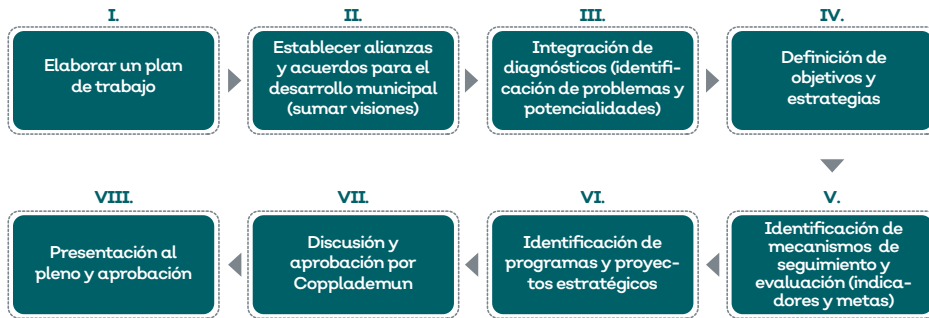 I.
Elaborar un plan
de trabajo
II.
Establecer alianzas
y acuerdos para el
desarrollo municipal
(sumar visiones)
III.
Integración de
diagnósticos (identifi-
cación de problemas y
potencialidades)
IV.
Definición de
objetivos y
estrategias
V.
Identificación de
mecanismos de
seguimiento y
evaluación (indica-
dores y metas)
VI.
Identificación de
programas y proyec-
tos estratégicos
VII.
Discusión y
aprobación por
Copplademun
VIII.
Presentación al
pleno y aprobación